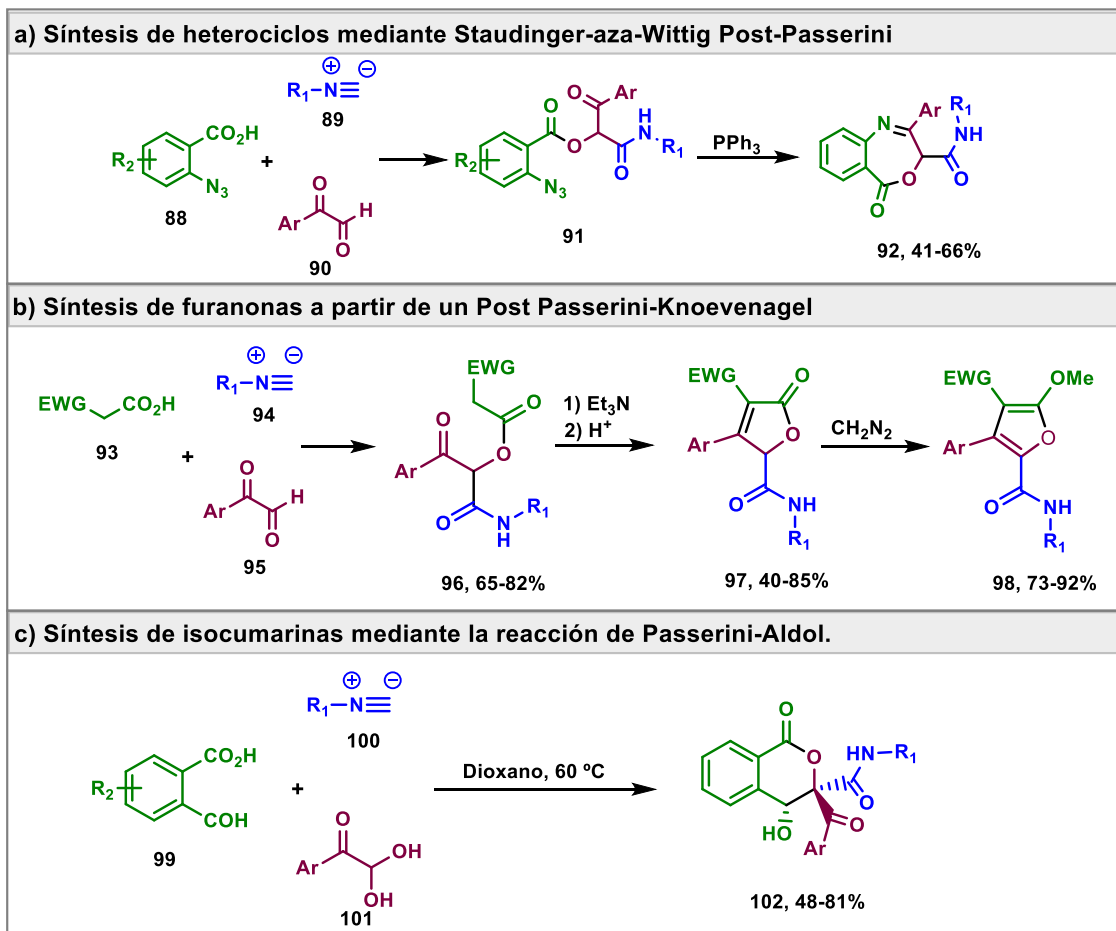 a) Síntesis de heterociclos mediante Staudinger-aza-Wittig Post-Passerini
R1–N≡
⊕ ⊖
89
CO2H
R2
N3
88
+
O
Ar
H
O
90
O
Ar
O
H
N
R2
O
R1
O
N3
91
PPh3
Ar
R1
N
NH
O
O
O
92, 41-66%
b) Síntesis de furanonas a partir de un Post Passerini-Knoevenagel
EWG
CO2H
93
R1–N≡
⊕ ⊖
94
+
O
Ar
H
O
95
EWG
O
O
O
Ar
O
N
H
R1
96, 65-82%
1) Et3N
2) H+
EWG
O
O
Ar
O
NH
R1
97, 40-85%
CH2N2
EWG
OMe
O
Ar
O
NH
R1
98, 73-92%
c) Síntesis de isocumarinas mediante la reacción de Passerini-Aldol.
R1–N≡
⊕ ⊖
100
CO2H
R2
COH
99
+
O
Ar
OH
OH
101
Dioxano, 60 ºC
O
O
HN
R1
O
HO
O
Ar
102, 48-81%